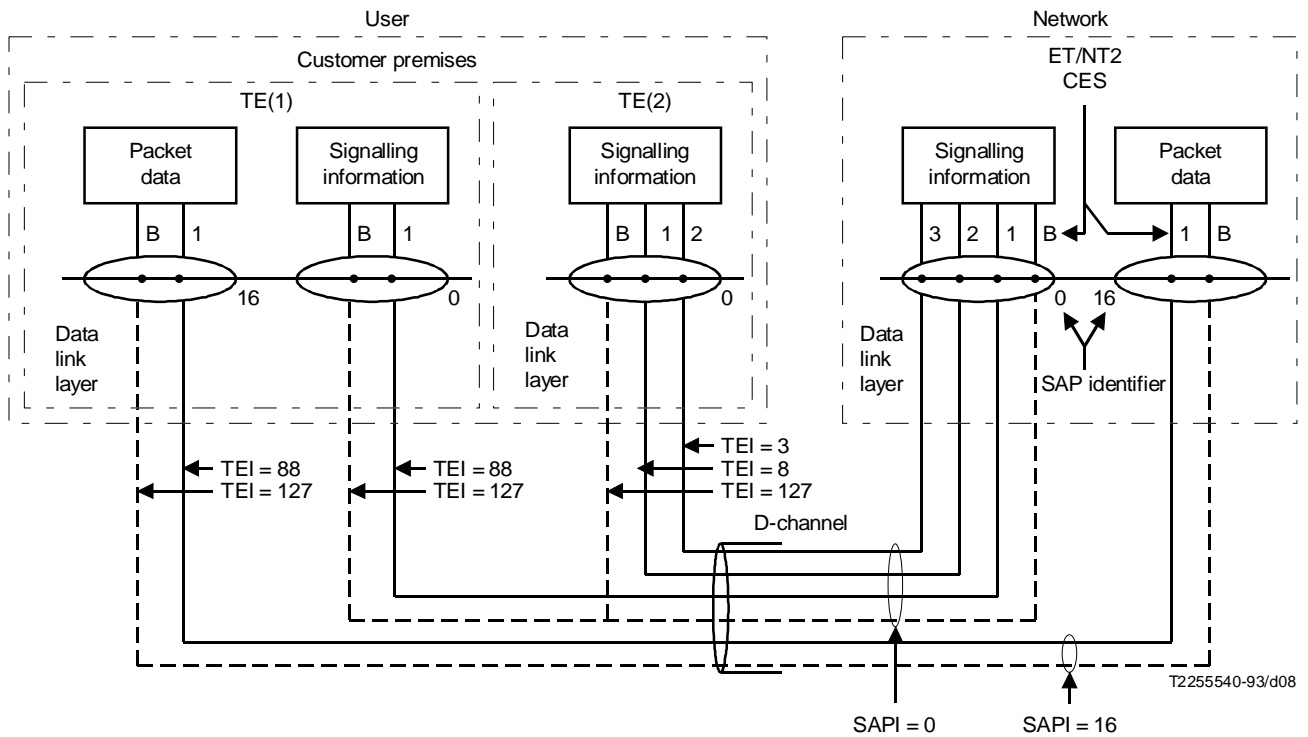 User
Network
Customer premises
ET/NT2
CES
TE(1)
TE(2)
Packet
data
Signalling
information
Signalling
information
Signalling
information
Packet
data
B 1
B 1
B 1 2
3 2 1 B
1 B
16
0
0
0 16
Data
link
layer
Data
link
layer
Data
link
layer
SAP identifier
TEI = 88
TEI = 127
TEI = 88
TEI = 127
TEI = 3
TEI = 8
TEI = 127
D-channel
T2255540-93/d08
SAPI = 0
SAPI = 16